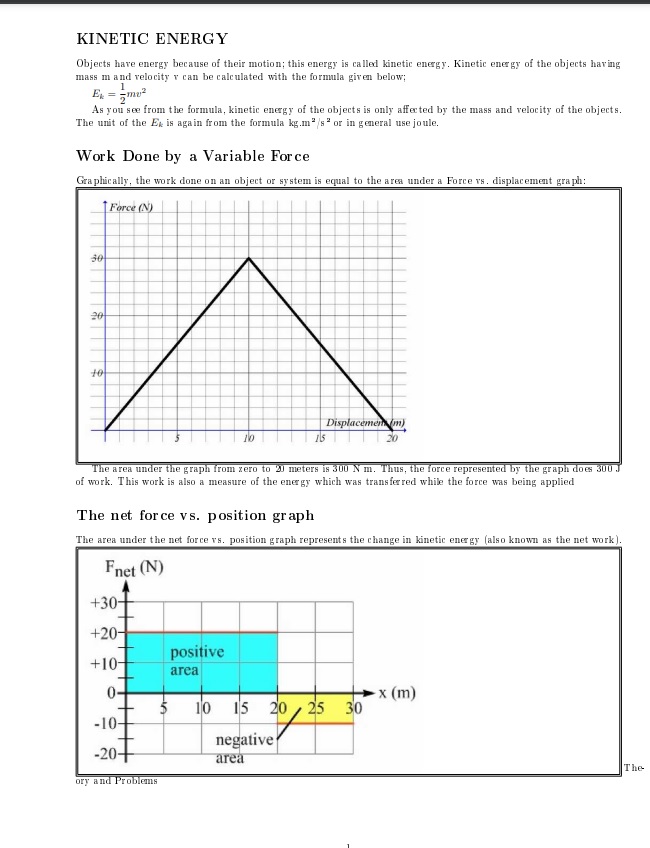 KINETIC ENERGY
Objects have energy because of their motion; this energy is called kinetic energy. Kinetic energy of the objects having
mass m and velocity v can be calculated with the formula given below;
E_k = 1/2 mv²
As you see from the formula, kinetic energy of the objects is only affected by the mass and velocity of the objects.
The unit of the E_k is again from the formula kg.m²/s² or in general use joule.
Work Done by a Variable Force
Graphically, the work done on an object or system is equal to the area under a Force vs. displacement graph:
Force (N)
30
20
10
Displacement (m)
5 10 15 20
The area under the graph from zero to 20 meters is 300 N m. Thus, the force represented by the graph does 300 J
of work. This work is also a measure of the energy which was transferred while the force was being applied
The net force vs. position graph
The area under the net force vs. position graph represents the change in kinetic energy (also known as the net work).
F_net (N)
+30
+20
positive
area
+10
0
x (m)
5 10 15 20 25 30
-10
negative
area
-20
The-
ory and Problems
1